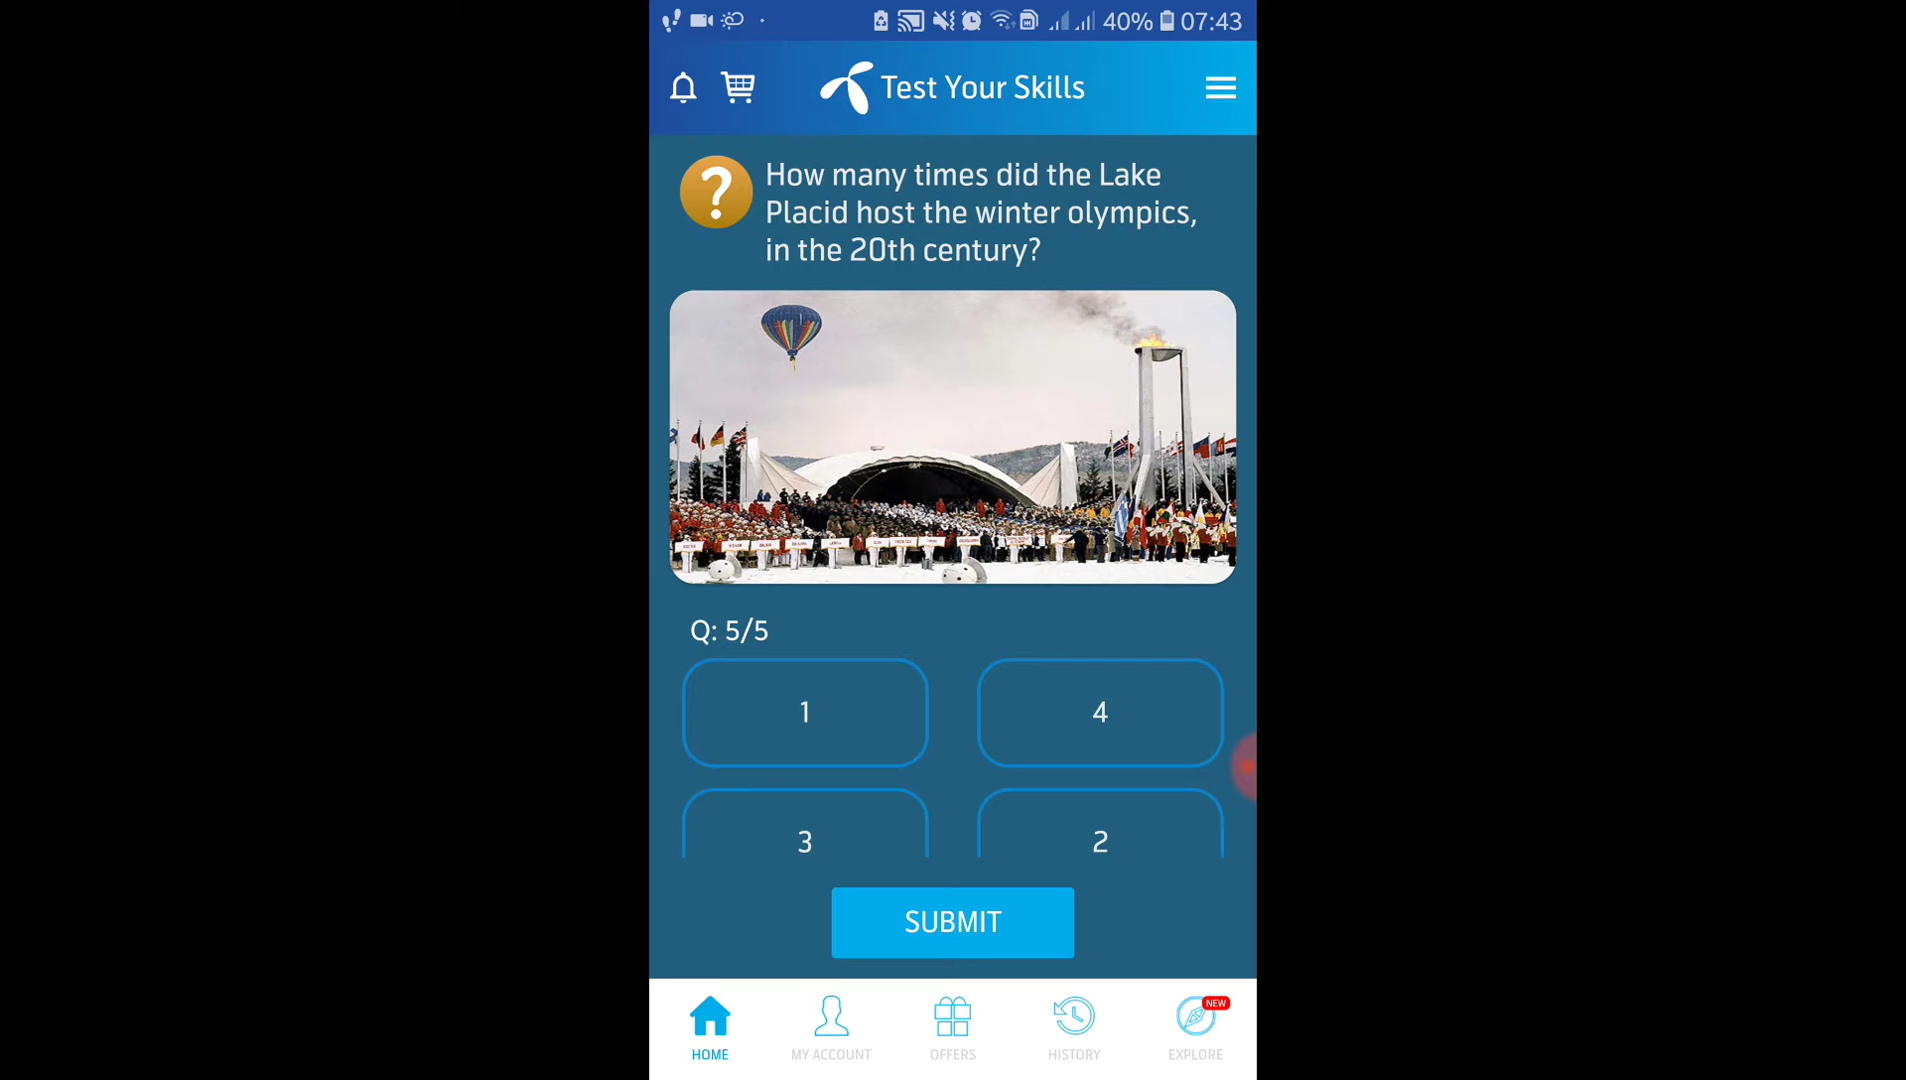 40% 07:43
Test Your Skills
How many times did the Lake
Placid host the winter olympics,
in the 20th century?
Q: 5/5
1
4
3
2
SUBMIT
NEW
HOME
MY ACCOUNT
OFFERS
HISTORY
EXPLORE